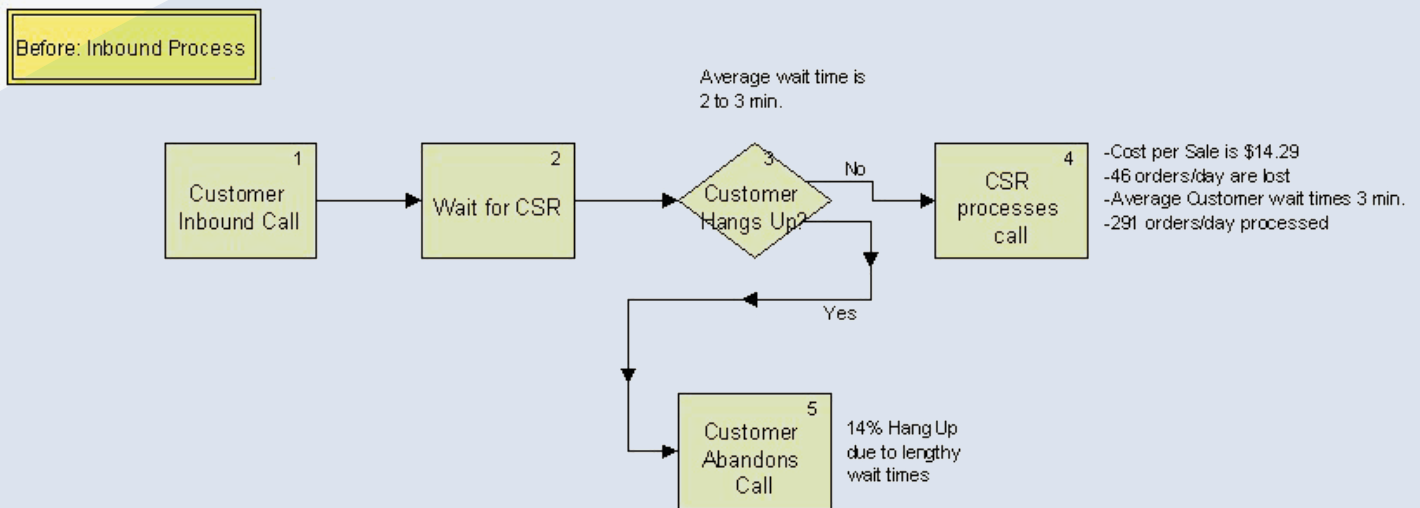 Before: Inbound Process
Average wait time is
2 to 3 min.
1
Customer
Inbound Call
2
Wait for CSR
3
Customer
Hangs Up?
No
4
CSR
processes
call
-Cost per Sale is $14.29
-46 orders/day are lost
-Average Customer wait times 3 min.
-291 orders/day processed
Yes
5
Customer
Abandons
Call
14% Hang Up
due to lengthy
wait times